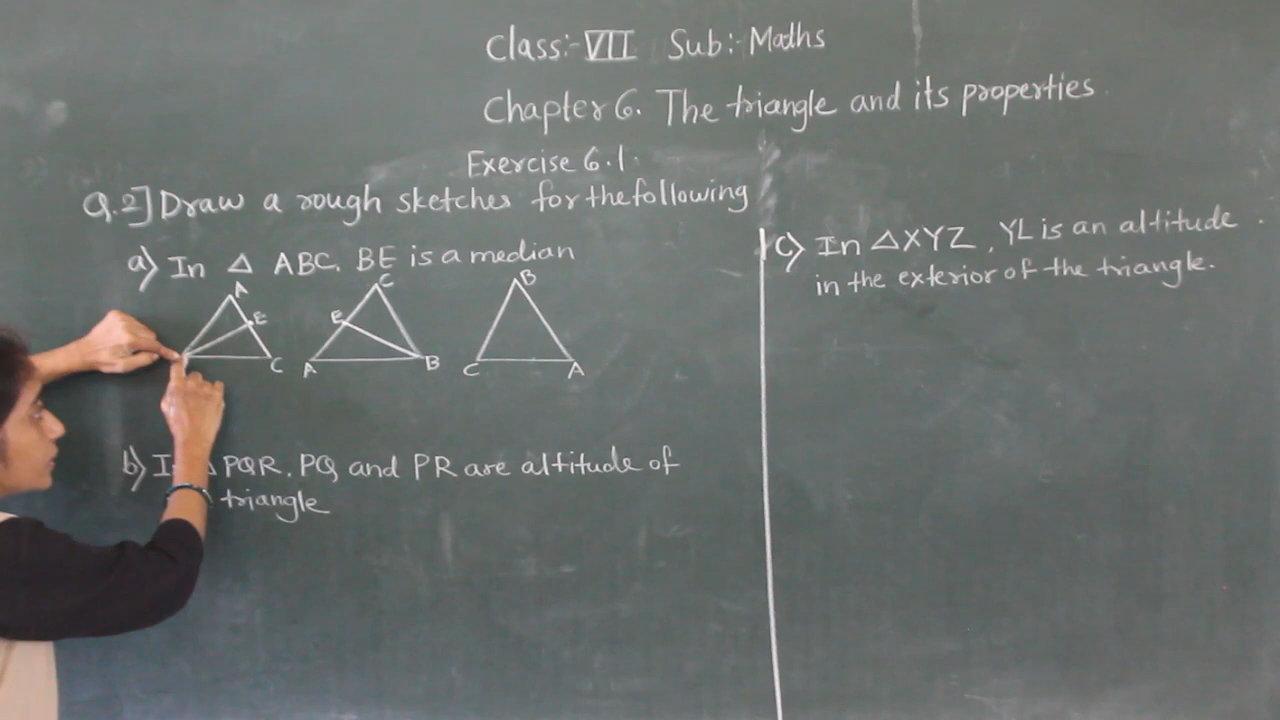 Class:- VII Sub:- Maths
Chapter 6. The triangle and its properties.
Exercise 6.1.
Q.2] Draw a rough sketches for the following
a) In △ ABC. BE is a median
A
E
C
C
E
A
B
B
C
A
b) In △ PQR, PQ and PR are altitude of
triangle
c) In △XYZ, YL is an altitude
in the exterior of the triangle.